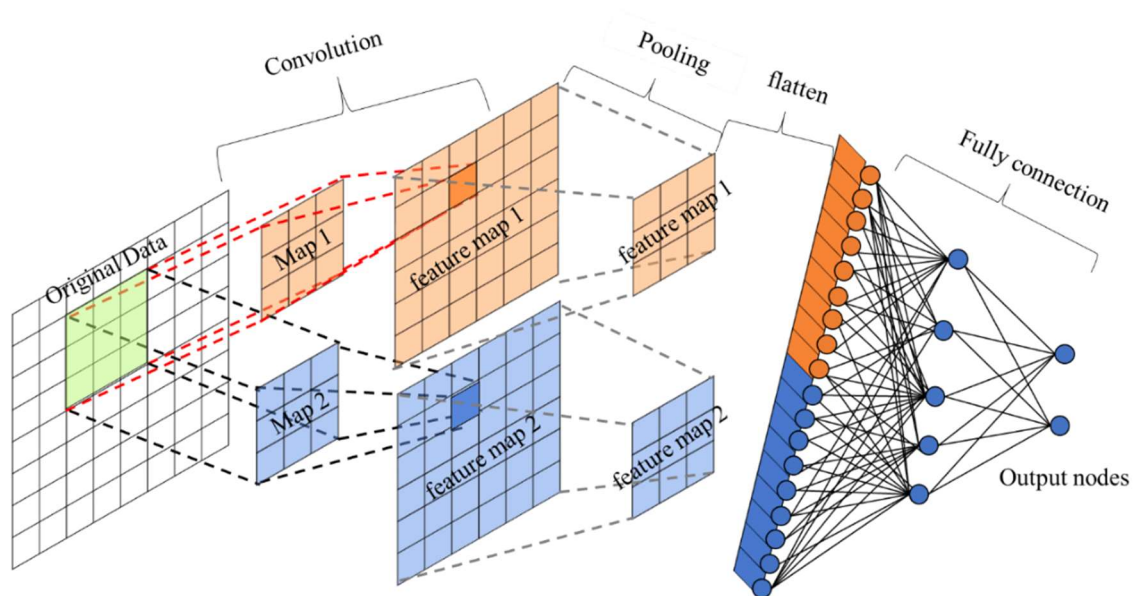 Convolution
Pooling
flatten
Fully connection
Original Data
Map 1
feature map 1
feature map 1
Map 2
feature map 2
feature map 2
Output nodes